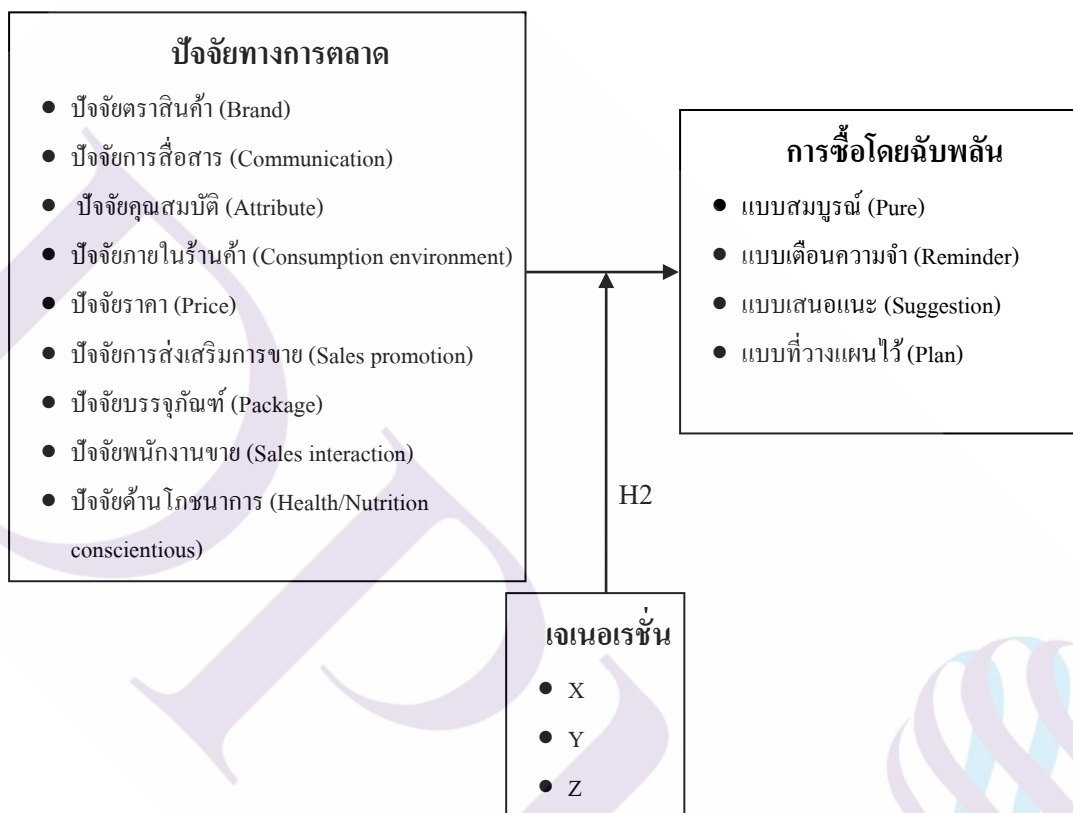 ปัจจัยทางการตลาด
● ปัจจัยตราสินค้า (Brand)
● ปัจจัยการสื่อสาร (Communication)
● ปัจจัยคุณสมบัติ (Attribute)
● ปัจจัยภายในร้านค้า (Consumption environment)
● ปัจจัยราคา (Price)
● ปัจจัยการส่งเสริมการขาย (Sales promotion)
● ปัจจัยบรรจุภัณฑ์ (Package)
● ปัจจัยพนักงานขาย (Sales interaction)
● ปัจจัยด้านโภชนาการ (Health/Nutrition
conscientious)
การซื้อโดยฉับพลัน
● แบบสมบูรณ์ (Pure)
● แบบเตือนความจำ (Reminder)
● แบบเสนอแนะ (Suggestion)
● แบบที่วางแผนไว้ (Plan)
H2
เจเนอเรชั่น
● X
● Y
● Z